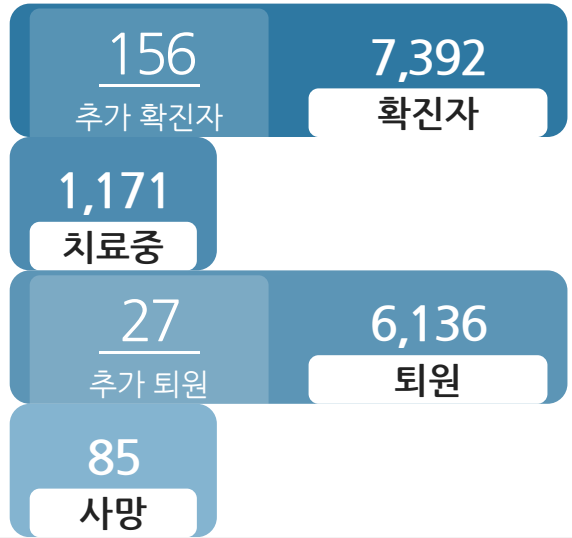 156
추가 확진자
7,392
확진자
1,171
치료중
27
추가 퇴원
6,136
퇴원
85
사망